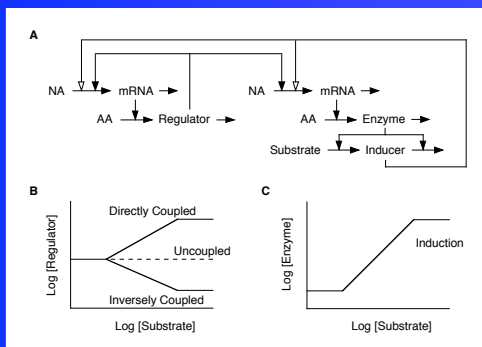 A
NA mRNA NA mRNA
AA Regulator AA Enzyme
Substrate Inducer
B
Directly Coupled
Uncoupled
Inversely Coupled
Log [Regulator]
Log [Substrate]
C
Induction
Log [Enzyme]
Log [Substrate]